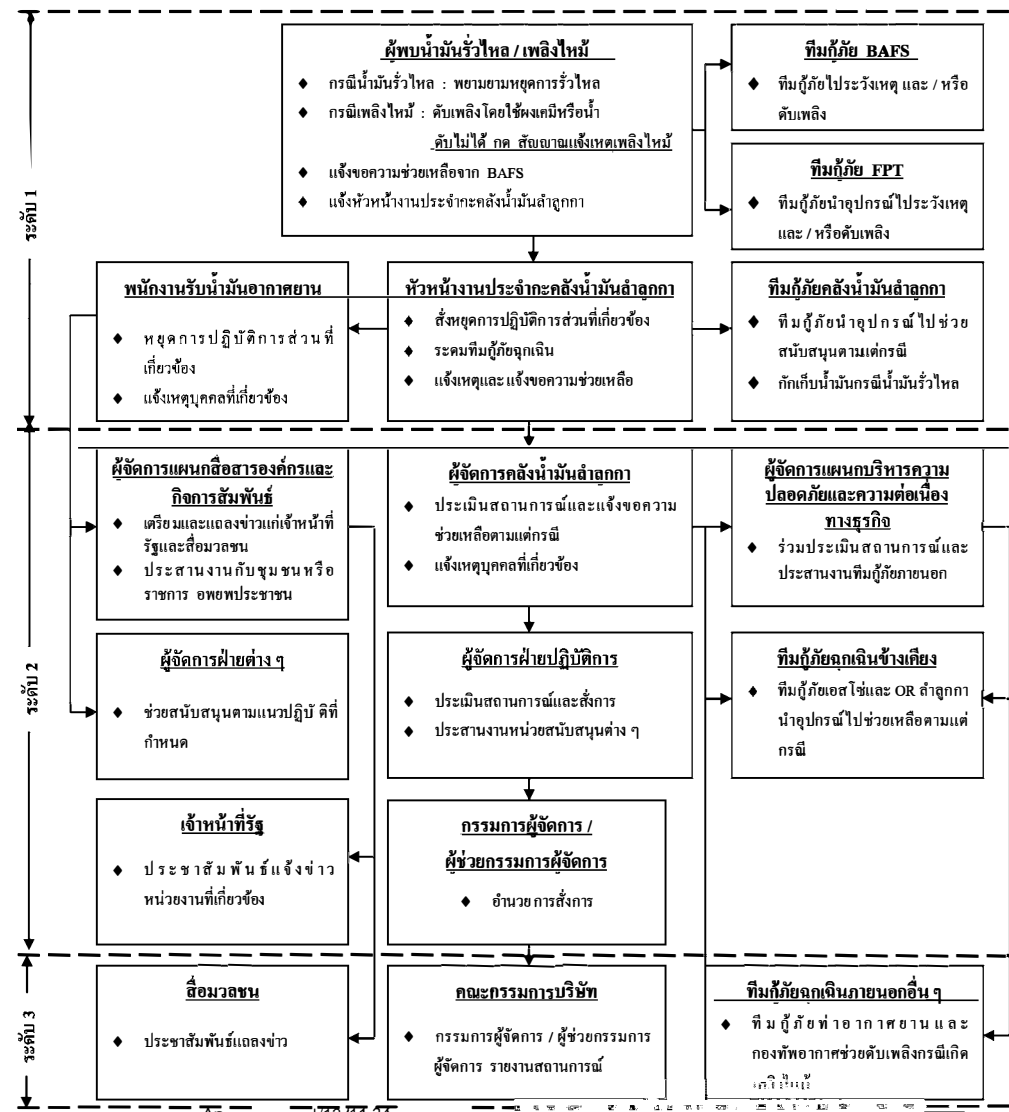 ระดับ 1
ผู้พบน้ำมันรั่วไหล / เพลิงไหม้
◆ กรณีน้ำมันรั่วไหล : พยามยามหยุดการรั่วไหล
◆ กรณีเพลิงไหม้ : ดับเพลิงโดยใช้ผงเคมีหรือน้ำ
ดับไม่ได้ กด สัญญาณแจ้งเหตุเพลิงไหม้
◆ แจ้งขอความช่วยเหลือจาก BAFS
◆ แจ้งหัวหน้างานประจำกะคลังน้ำมันลำลูกกา
ทีมกู้ภัย BAFS
◆ ทีมกู้ภัยไประวังเหตุ และ / หรือ
ดับเพลิง
ทีมกู้ภัย FPT
◆ ทีมกู้ภัยนำอุปกรณ์ไประวังเหตุ
และ / หรือดับเพลิง
พนักงานรับน้ำมันอากาศยาน
◆ หยุดการปฏิบัติการส่วนที่
เกี่ยวข้อง
◆ แจ้งเหตุบุคคลที่เกี่ยวข้อง
หัวหน้างานประจำกะคลังน้ำมันลำลูกกา
◆ สั่งหยุดการปฏิบัติการส่วนที่เกี่ยวข้อง
◆ ระดมทีมกู้ภัยฉุกเฉิน
◆ แจ้งเหตุและ แจ้งขอความช่วยเหลือ
ทีมกู้ภัยคลังน้ำมันลำลูกกา
◆ ทีมกู้ภัยนำอุปกรณ์ไปช่วย
สนับสนุนตามแต่กรณี
◆ กักเก็บน้ำมันกรณีน้ำมันรั่วไหล
ระดับ 2
ผู้จัดการแผนกสื่อสารองค์กรและ
กิจการสัมพันธ์
◆ เตรียมและแถลงข่าวแก่เจ้าหน้าที่
รัฐและสื่อมวลชน
◆ ประสานงานกับชุมชนหรือ
ราชการ อพยพประชาชน
ผู้จัดการคลังน้ำมันลำลูกกา
◆ ประเมินสถานการณ์และแจ้งขอความ
ช่วยเหลือตามแต่กรณี
◆ แจ้งเหตุบุคคลที่เกี่ยวข้อง
ผู้จัดการแผนกบริหารความ
ปลอดภัยและความต่อเนื่อง
ทางธุรกิจ
◆ ร่วมประเมินสถานการณ์และ
ประสานงานทีมกู้ภัยภายนอก
ผู้จัดการฝ่ายต่าง ๆ
◆ ช่วยสนับสนุนตามแนวปฏิบัติที่
กำหนด
ผู้จัดการฝ่ายปฏิบัติการ
◆ ประเมินสถานการณ์และสั่งการ
◆ ประสานงานหน่วยสนับสนุนต่าง ๆ
ทีมกู้ภัยฉุกเฉินข้างเคียง
◆ ทีมกู้ภัยเอสโซ่และ OR ลำลูกกา
นำอุปกรณ์ไปช่วยเหลือตามแต่
กรณี
เจ้าหน้าที่รัฐ
◆ ประชาสัมพันธ์แจ้งข่าว
หน่วยงานที่เกี่ยวข้อง
กรรมการผู้จัดการ /
ผู้ช่วยกรรมการผู้จัดการ
◆ อำนวยการสั่งการ
ระดับ 3
สื่อมวลชน
◆ ประชาสัมพันธ์แถลงข่าว
คณะกรรมการบริษัท
◆ กรรมการผู้จัดการ / ผู้ช่วยกรรมการ
ผู้จัดการ รายงานสถานการณ์
ทีมกู้ภัยฉุกเฉินภายนอกอื่น ๆ
◆ ทีมกู้ภัยท่าอากาศยานและ
กองทัพอากาศช่วยดับเพลิงกรณีเกิด
เพลิงไหม้